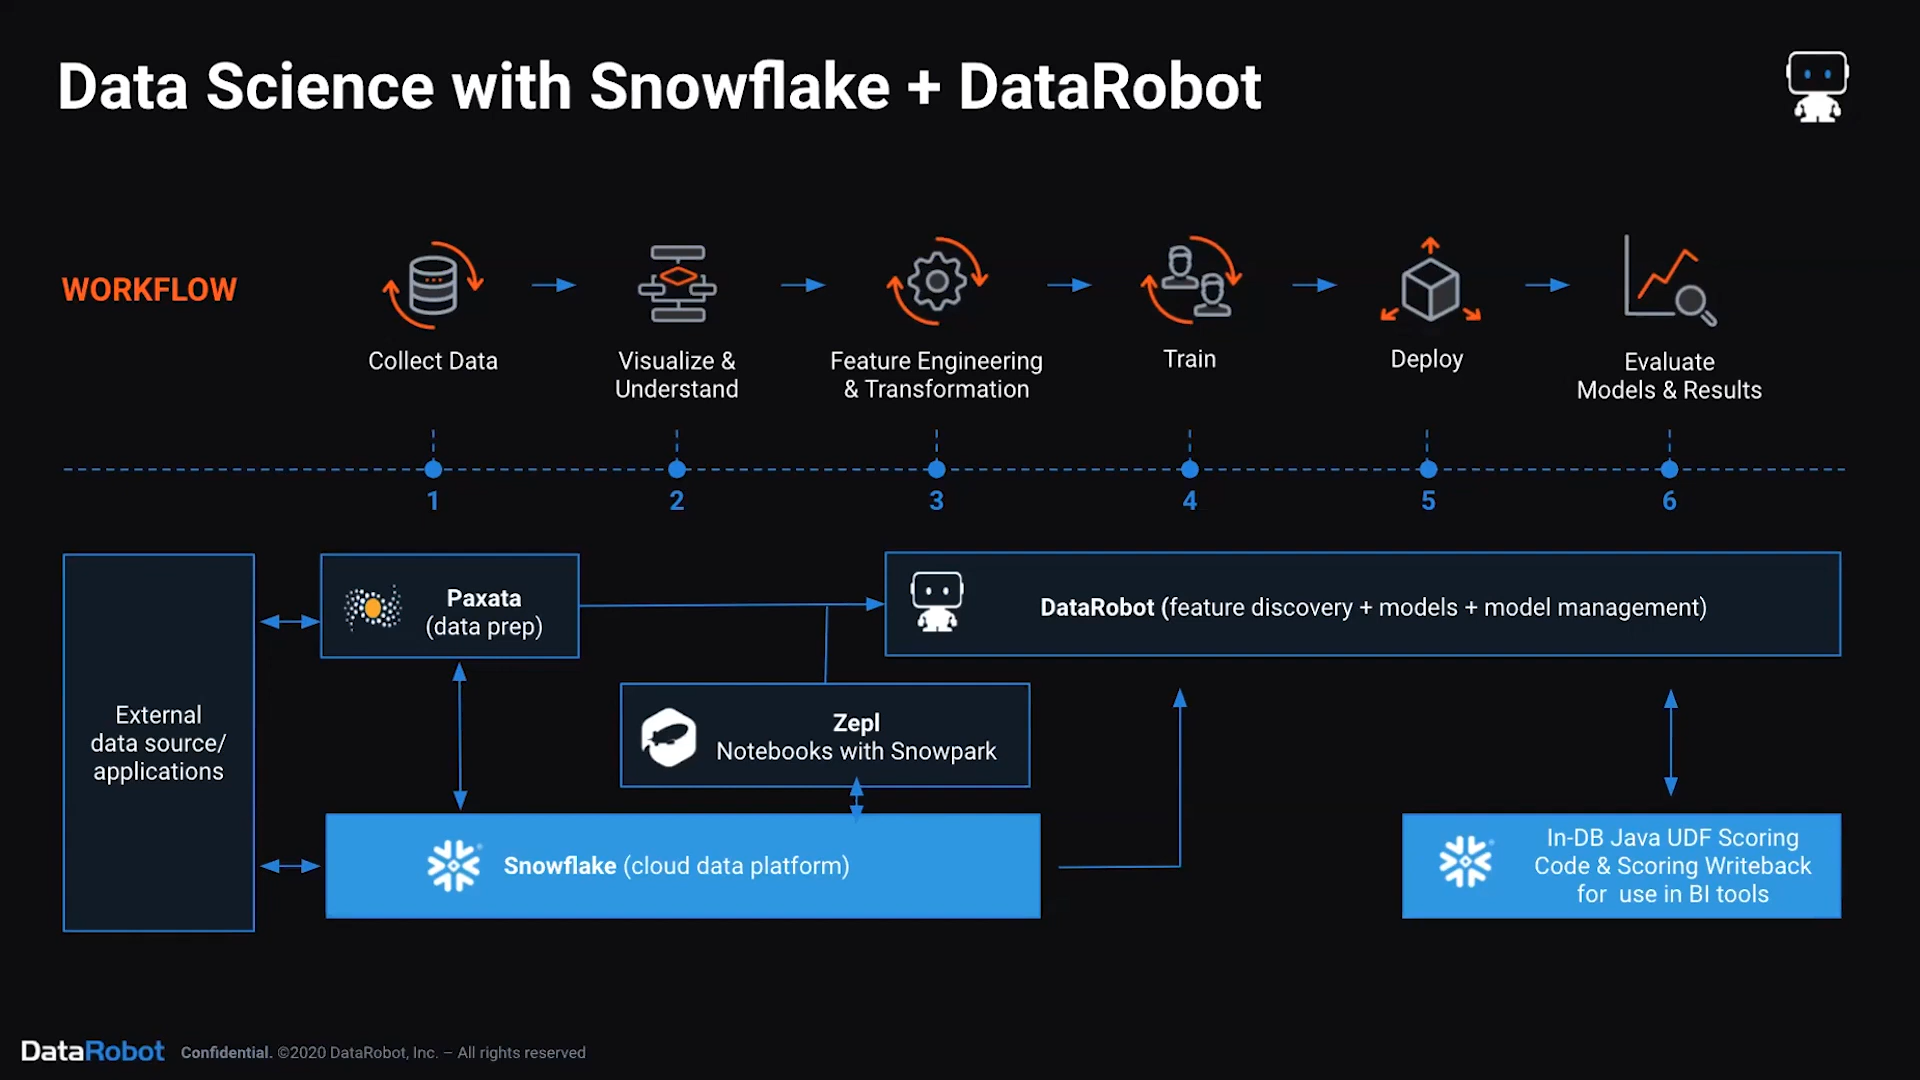 Data Science with Snowflake + DataRobot
WORKFLOW
Collect Data
Visualize &
Understand
Feature Engineering
& Transformation
Train
Deploy
Evaluate
Models & Results
1
2
3
4
5
6
External
data source/
applications
Paxata
(data prep)
DataRobot (feature discovery + models + model management)
Zepl
Notebooks with Snowpark
Snowflake (cloud data platform)
In-DB Java UDF Scoring
Code & Scoring Writeback
for use in BI tools
DataRobot Confidential. ©2020 DataRobot, Inc. – All rights reserved